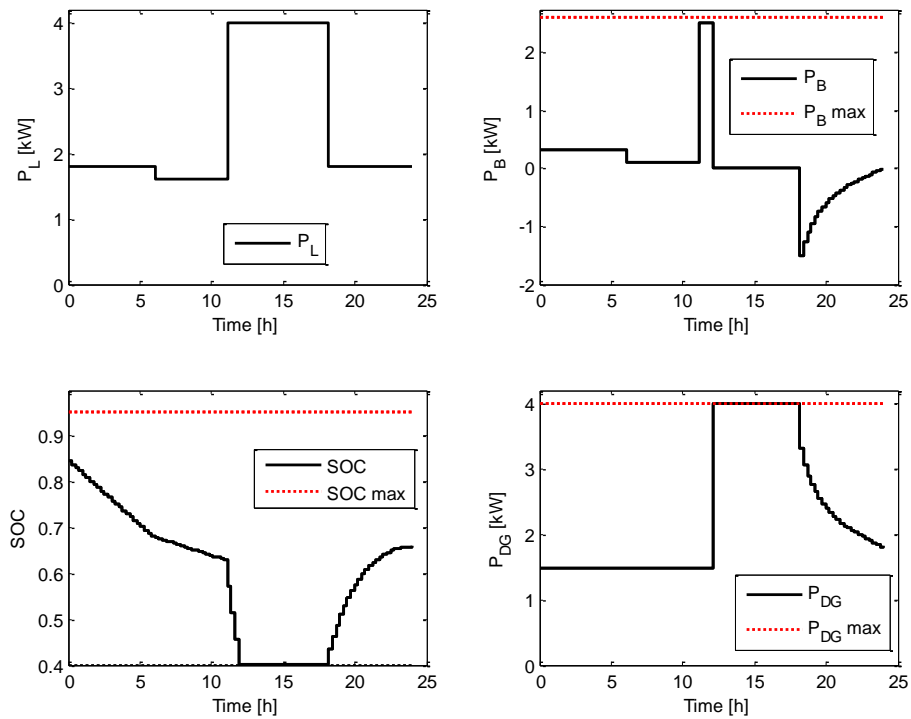 4
3
2
1
0
0 5 10 15 20 25
P_L [kW]
Time [h]
P_L
2
1
0
-1
-2
0 5 10 15 20 25
P_B [kW]
Time [h]
P_B
P_B max
0.9
0.8
0.7
0.6
0.5
0.4
0 5 10 15 20 25
SOC
Time [h]
SOC
SOC max
4
3
2
1
0
0 5 10 15 20 25
P_DG [kW]
Time [h]
P_DG
P_DG max